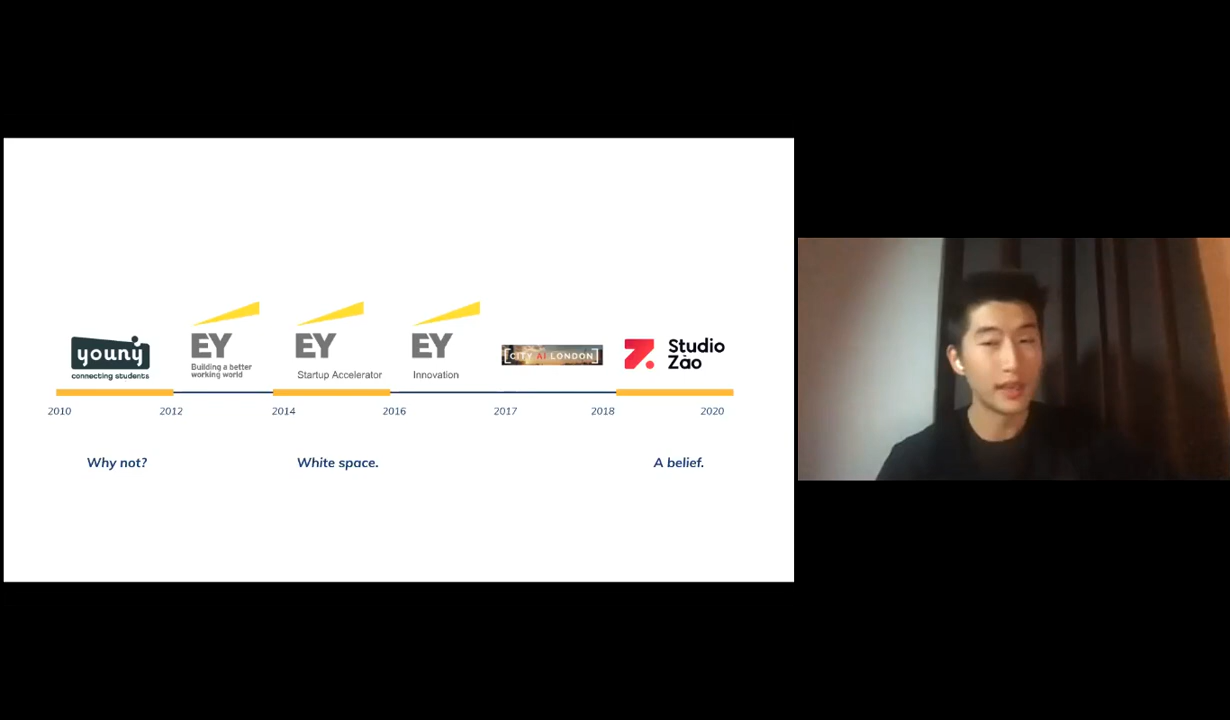 youny
connecting students
EY
Building a better
working world
EY
Startup Accelerator
EY
Innovation
[CITY AI LONDON]
Studio
Zao
2010
2012
2014
2016
2017
2018
2020
Why not?
White space.
A belief.